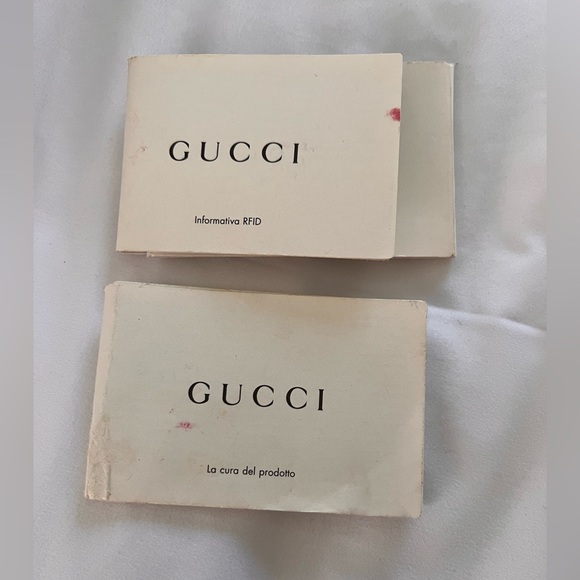 GUCCI
Informativa RFID
GUCCI
La cura del prodotto